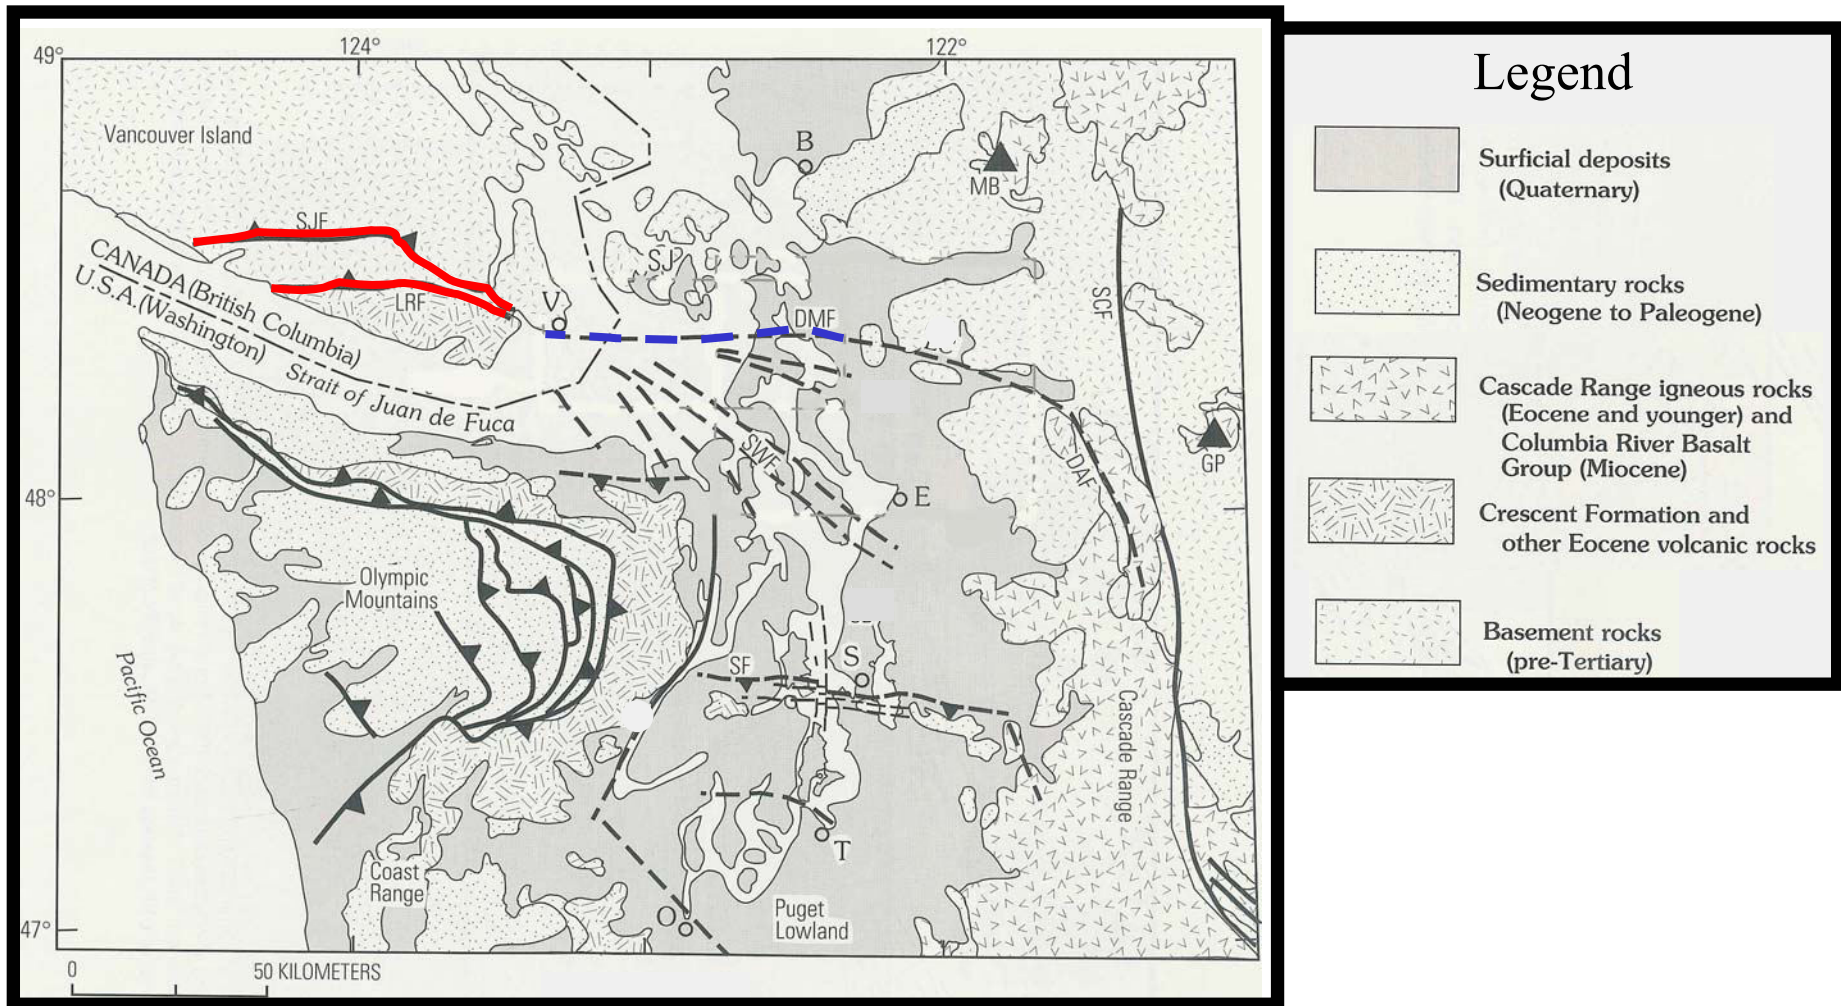 124°
122°
49°
Vancouver Island
B
MB
SJF
SJ
CANADA (British Columbia)
U.S.A. (Washington)
LRF
V
DMF
SCF
Strait of Juan de Fuca
SWF
DAF
GP
48°
E
Olympic
Mountains
Pacific Ocean
SF
S
Cascade Range
T
Coast
Range
O
Puget
Lowland
47°
0
50 KILOMETERS
Legend
Surficial deposits
(Quaternary)
Sedimentary rocks
(Neogene to Paleogene)
Cascade Range igneous rocks
(Eocene and younger) and
Columbia River Basalt
Group (Miocene)
Crescent Formation and
other Eocene volcanic rocks
Basement rocks
(pre-Tertiary)